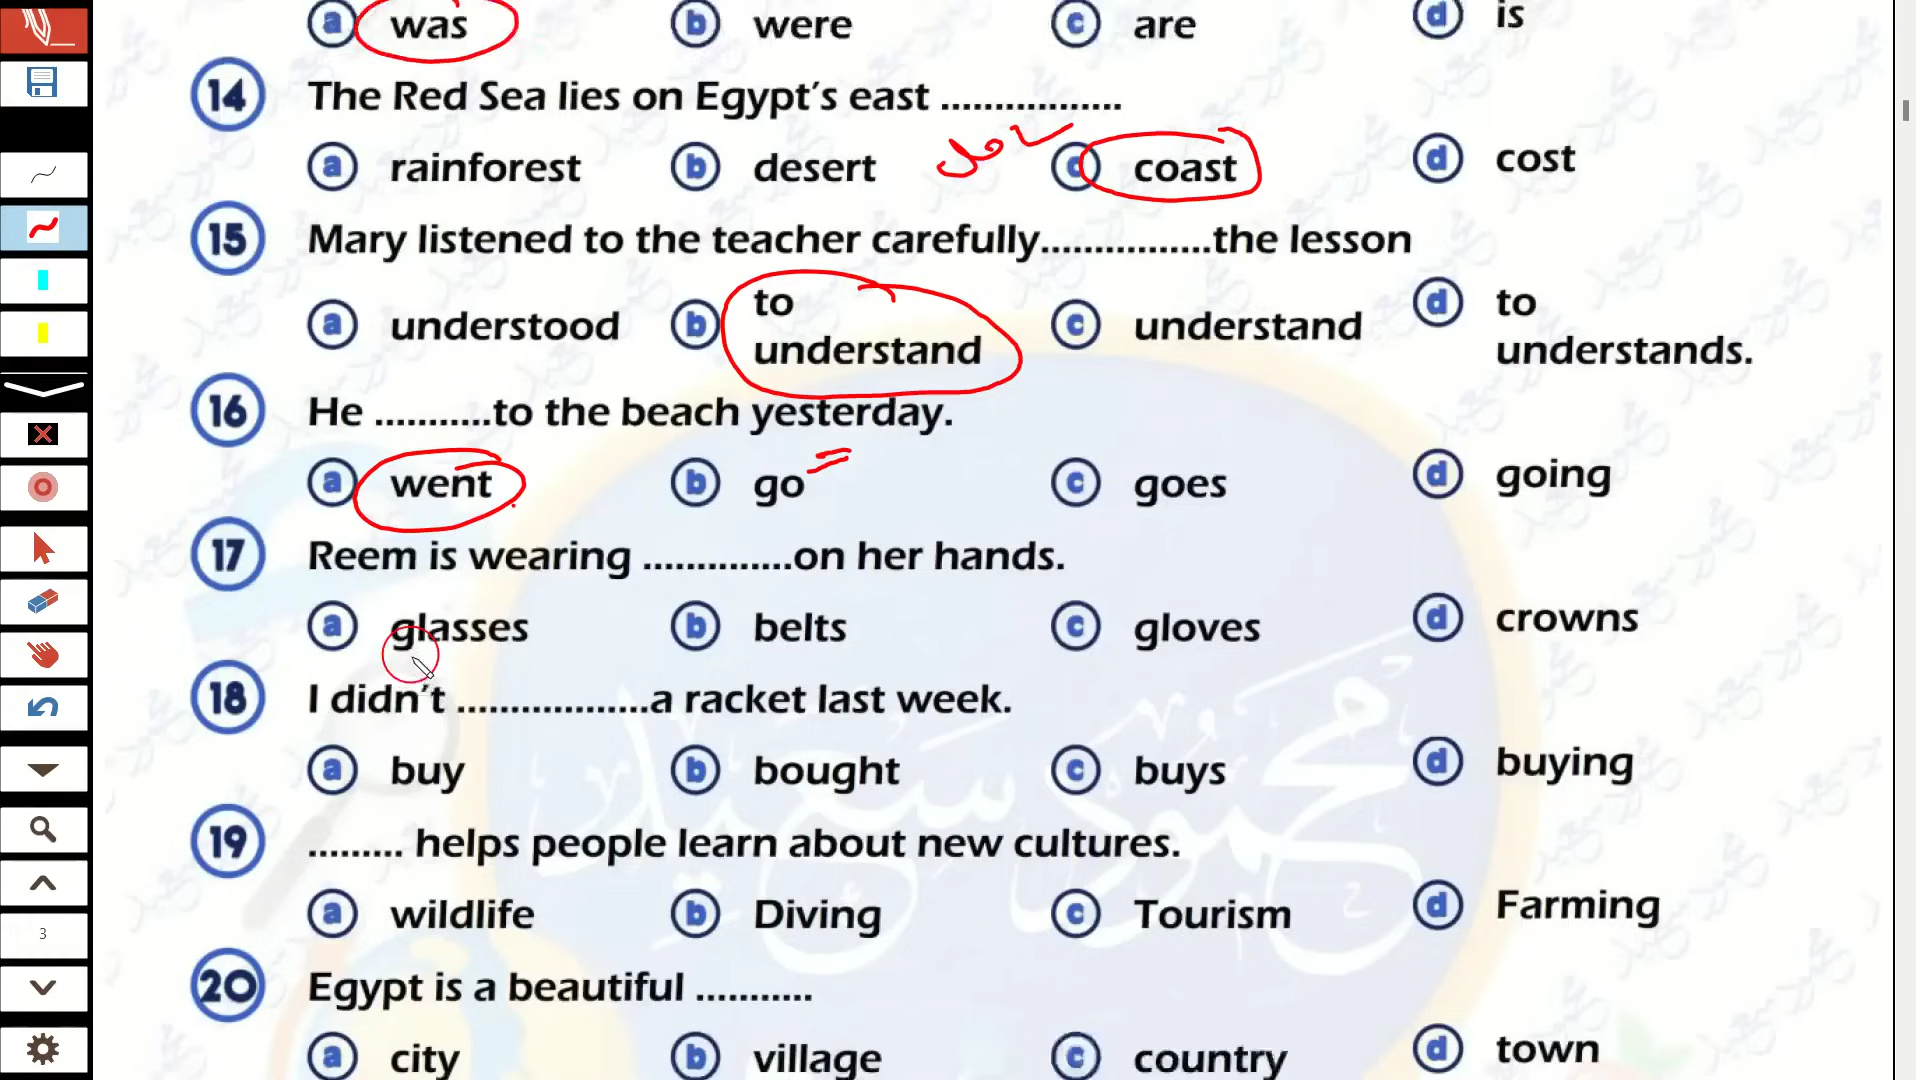 a was b were c are d is
14 The Red Sea lies on Egypt's east .................
a rainforest b desert ساحل c coast d cost
15 Mary listened to the teacher carefully................the lesson
a understood b to understand c understand d to understands.
16 He ...........to the beach yesterday.
a went b go c goes d going
17 Reem is wearing ..............on her hands.
a glasses b belts c gloves d crowns
18 I didn't ..................a racket last week.
a buy b bought c buys d buying
19 ......... helps people learn about new cultures.
a wildlife b Diving c Tourism d Farming
20 Egypt is a beautiful ...........
a city b village c country d town
محمود سعيد
3